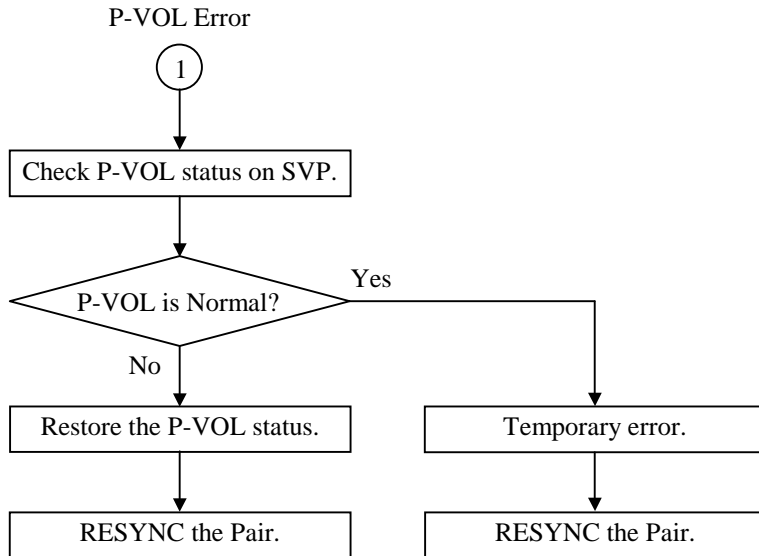 P-VOL Error
1
Check P-VOL status on SVP.
P-VOL is Normal?
Yes
No
Restore the P-VOL status.
Temporary error.
RESYNC the Pair.
RESYNC the Pair.